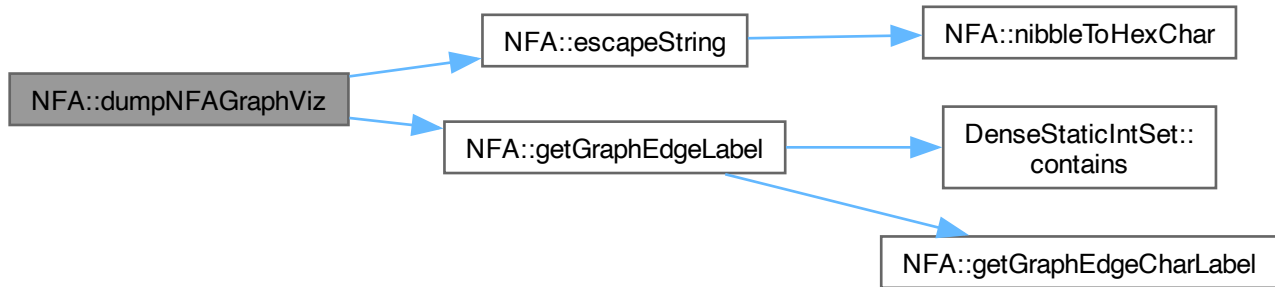 NFA::dumpNFAGraphViz
NFA::escapeString
NFA::nibbleToHexChar
NFA::getGraphEdgeLabel
DenseStaticIntSet::
contains
NFA::getGraphEdgeCharLabel